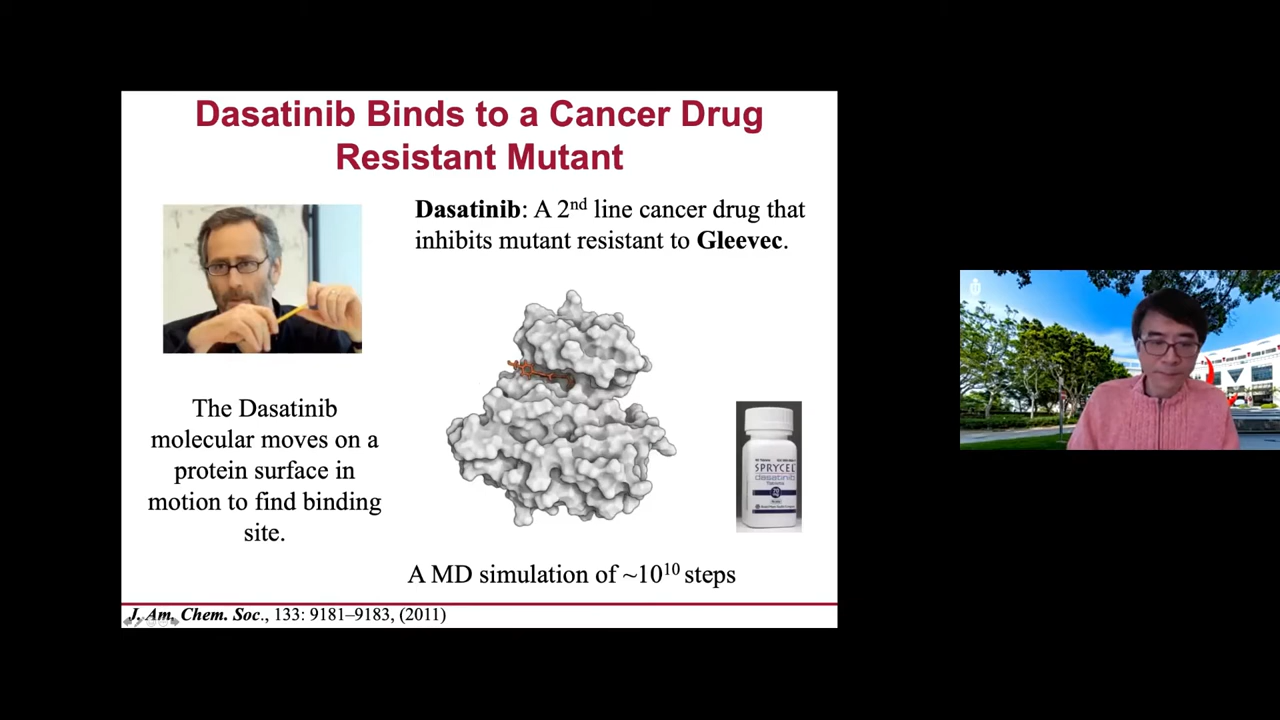 Dasatinib Binds to a Cancer Drug
Resistant Mutant
Dasatinib: A 2nd line cancer drug that
inhibits mutant resistant to Gleevec.
The Dasatinib
molecular moves on a
protein surface in
motion to find binding
site.
SPRYCEL
dasatinib
A MD simulation of ~10¹⁰ steps
J. Am. Chem. Soc., 133: 9181–9183, (2011)